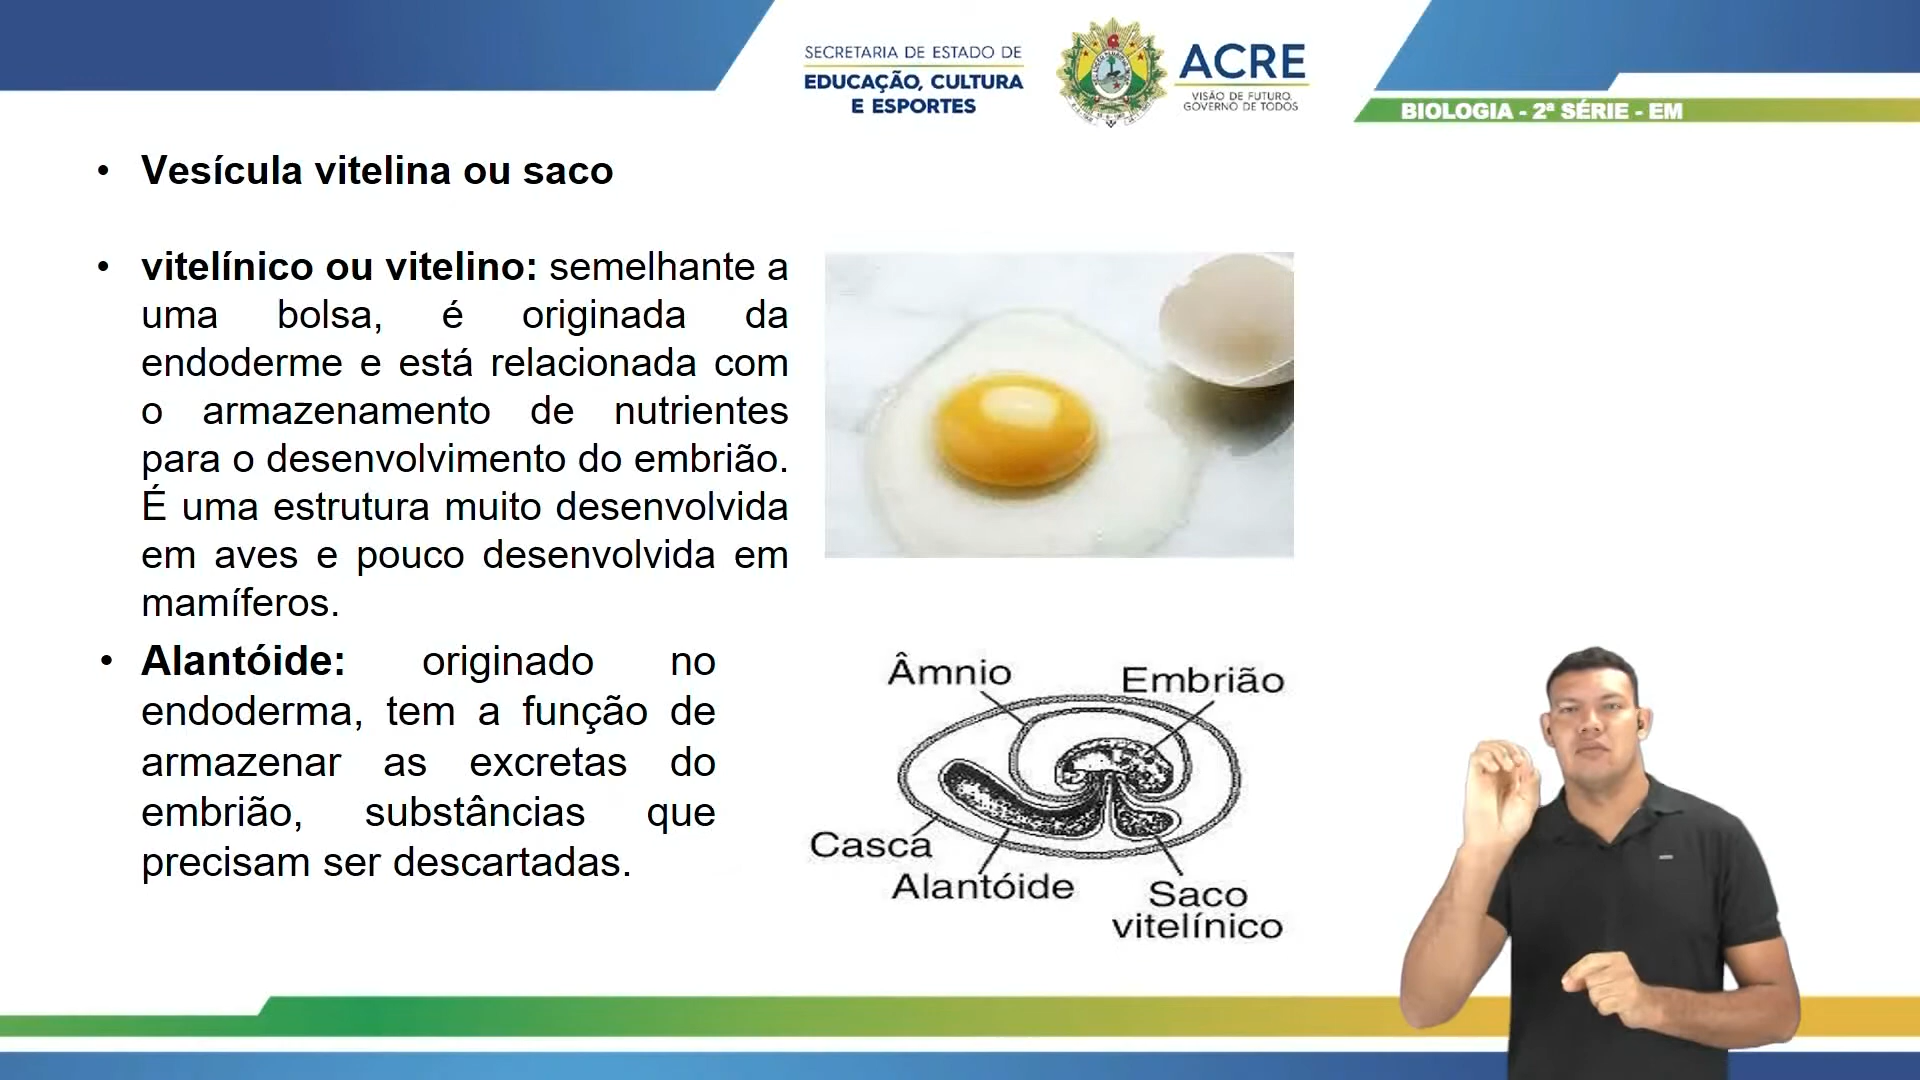 SECRETARIA DE ESTADO DE
EDUCAÇÃO, CULTURA
E ESPORTES
ACRE
VISÃO DE FUTURO.
GOVERNO DE TODOS
BIOLOGIA - 2ª SÉRIE - EM
• Vesícula vitelina ou saco
• vitelínico ou vitelino: semelhante a
uma bolsa, é originada da
endoderme e está relacionada com
o armazenamento de nutrientes
para o desenvolvimento do embrião.
É uma estrutura muito desenvolvida
em aves e pouco desenvolvida em
mamíferos.
• Alantóide: originado no
endoderma, tem a função de
armazenar as excretas do
embrião, substâncias que
precisam ser descartadas.
Âmnio
Embrião
Casca
Alantóide
Saco
vitelínico